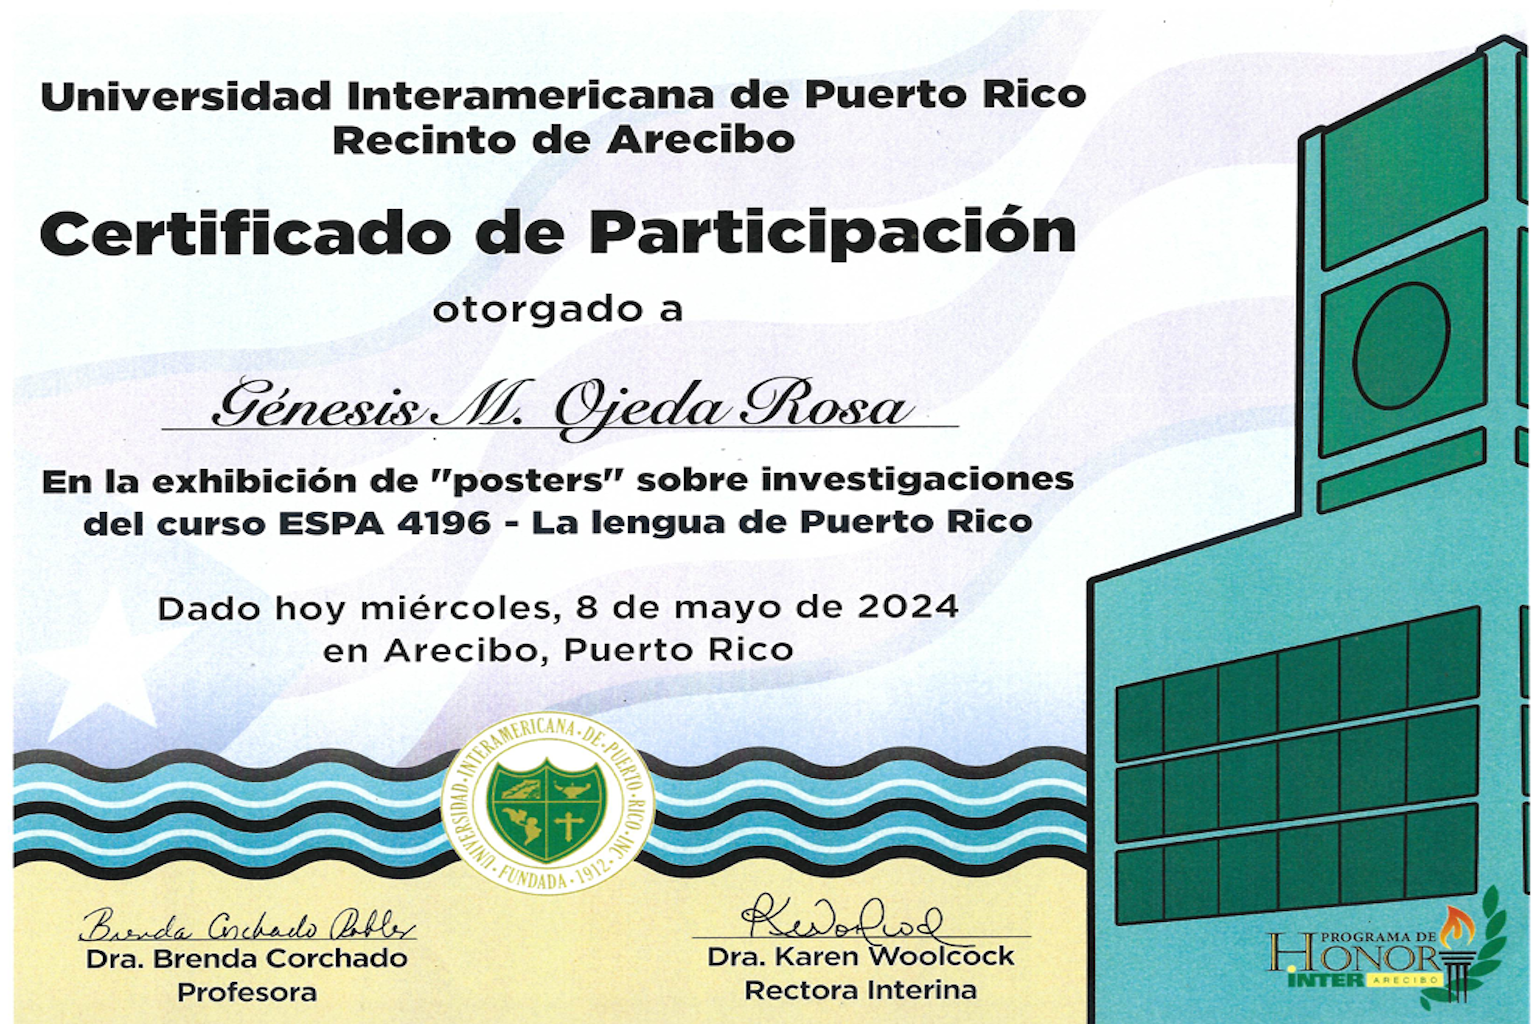 Universidad Interamericana de Puerto Rico
Recinto de Arecibo
Certificado de Participación
otorgado a
Génesis M. Ojeda Rosa
En la exhibición de "posters" sobre investigaciones
del curso ESPA 4196 - La lengua de Puerto Rico
Dado hoy miércoles, 8 de mayo de 2024
en Arecibo, Puerto Rico
UNIVERSIDAD · INTERAMERICANA · DE · PUERTO · RICO · INC
· FUNDADA · 1912 ·
Brenda Corchado Robles
Dra. Brenda Corchado
Profesora
Dra. Karen Woolcock
Rectora Interina
PROGRAMA DE
HONOR
INTER ARECIBO